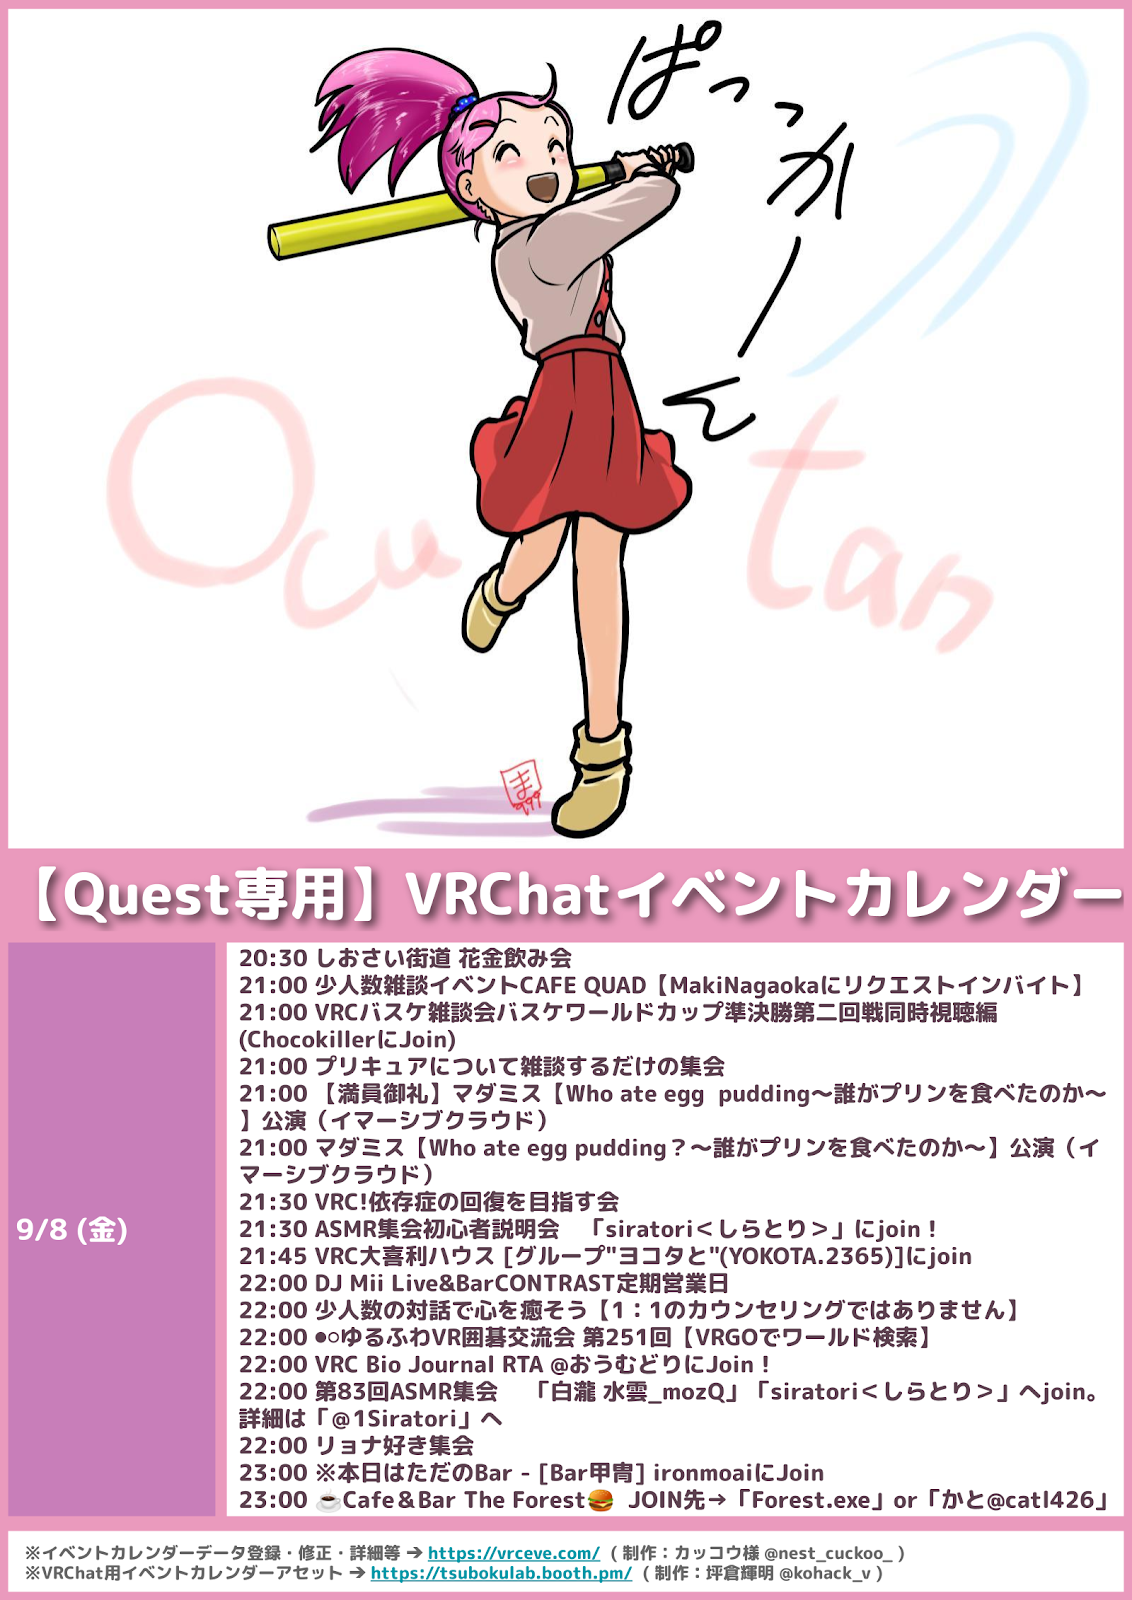 ぱっっかーん
Ocu tan
ま
999
【Quest専用】VRChatイベントカレンダー
9/8 (金)
20:30 しおさい街道 花金飲み会
21:00 少人数雑談イベントCAFE QUAD【MakiNagaokaにリクエストインバイト】
21:00 VRCバスケ雑談会バスケワールドカップ準決勝第二回戦同時視聴編
(ChocokillerにJoin)
21:00 プリキュアについて雑談するだけの集会
21:00 【満員御礼】マダミス【Who ate egg  pudding～誰がプリンを食べたのか～
】公演（イマーシブクラウド）
21:00 マダミス【Who ate egg pudding？～誰がプリンを食べたのか～】公演（イ
マーシブクラウド）
21:30 VRC!依存症の回復を目指す会
21:30 ASMR集会初心者説明会　「siratori＜しらとり＞」にjoin！
21:45 VRC大喜利ハウス [グループ"ヨコタと"(YOKOTA.2365)]にjoin
22:00 DJ Mii Live&BarCONTRAST定期営業日
22:00 少人数の対話で心を癒そう【1：1のカウンセリングではありません】
22:00 ●○ゆるふわVR囲碁交流会 第251回【VRGOでワールド検索】
22:00 VRC Bio Journal RTA @おうむどりにJoin！
22:00 第83回ASMR集会　「白瀧 水雲_mozQ」「siratori＜しらとり＞」へjoin。
詳細は「@1Siratori」へ
22:00 リョナ好き集会
23:00 ※本日はただのBar - [Bar甲冑] ironmoaiにJoin
23:00 ☕Cafe＆Bar The Forest🍔 JOIN先→「Forest.exe」or「かと@catl426」
※イベントカレンダーデータ登録・修正・詳細等 ➔ https://vrceve.com/ （制作：カッコウ様 @nest_cuckoo_ ）
※VRChat用イベントカレンダーアセット ➔ https://tsubokulab.booth.pm/ （制作：坪倉輝明 @kohack_v ）